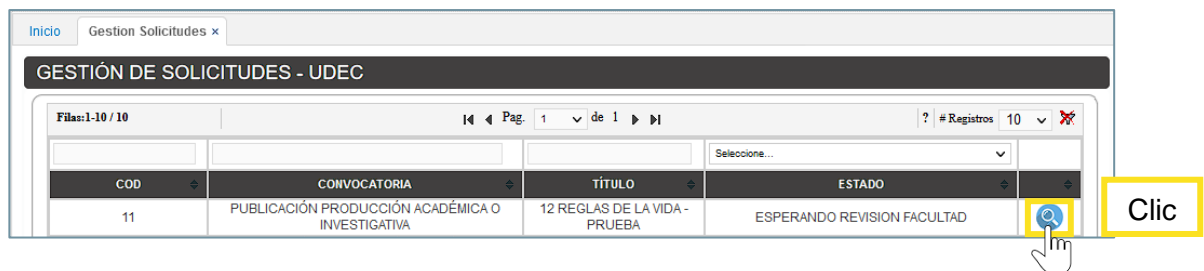 Inicio Gestion Solicitudes ×
GESTIÓN DE SOLICITUDES - UDEC
Filas:1-10 / 10 Pag. 1 de 1 ? # Registros 10
Seleccione...
COD CONVOCATORIA TÍTULO ESTADO
11 PUBLICACIÓN PRODUCCIÓN ACADÉMICA O INVESTIGATIVA 12 REGLAS DE LA VIDA - PRUEBA ESPERANDO REVISION FACULTAD
Clic